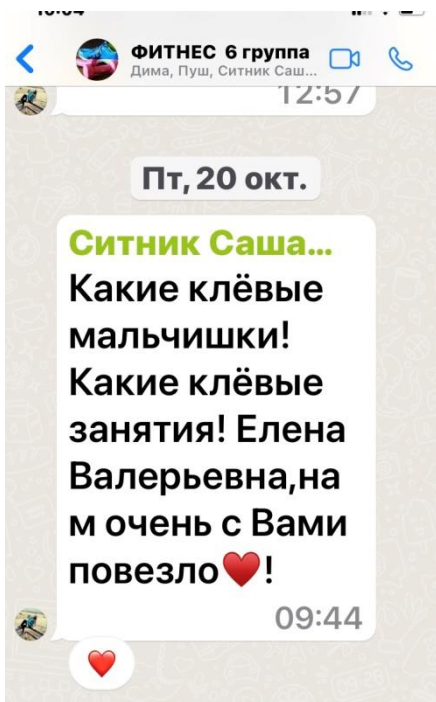 ФИТНЕС 6 группа
Дима, Пуш, Ситник Саш...
12:57
Пт, 20 окт.
Ситник Саша...
Какие клёвые
мальчишки!
Какие клёвые
занятия! Елена
Валерьевна,на
м очень с Вами
повезло❤️!
09:44
❤️